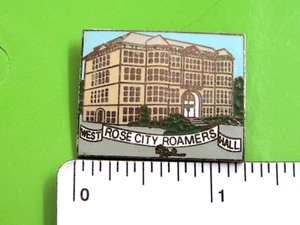 WEST ROSE CITY ROAMERS HALL
0 1